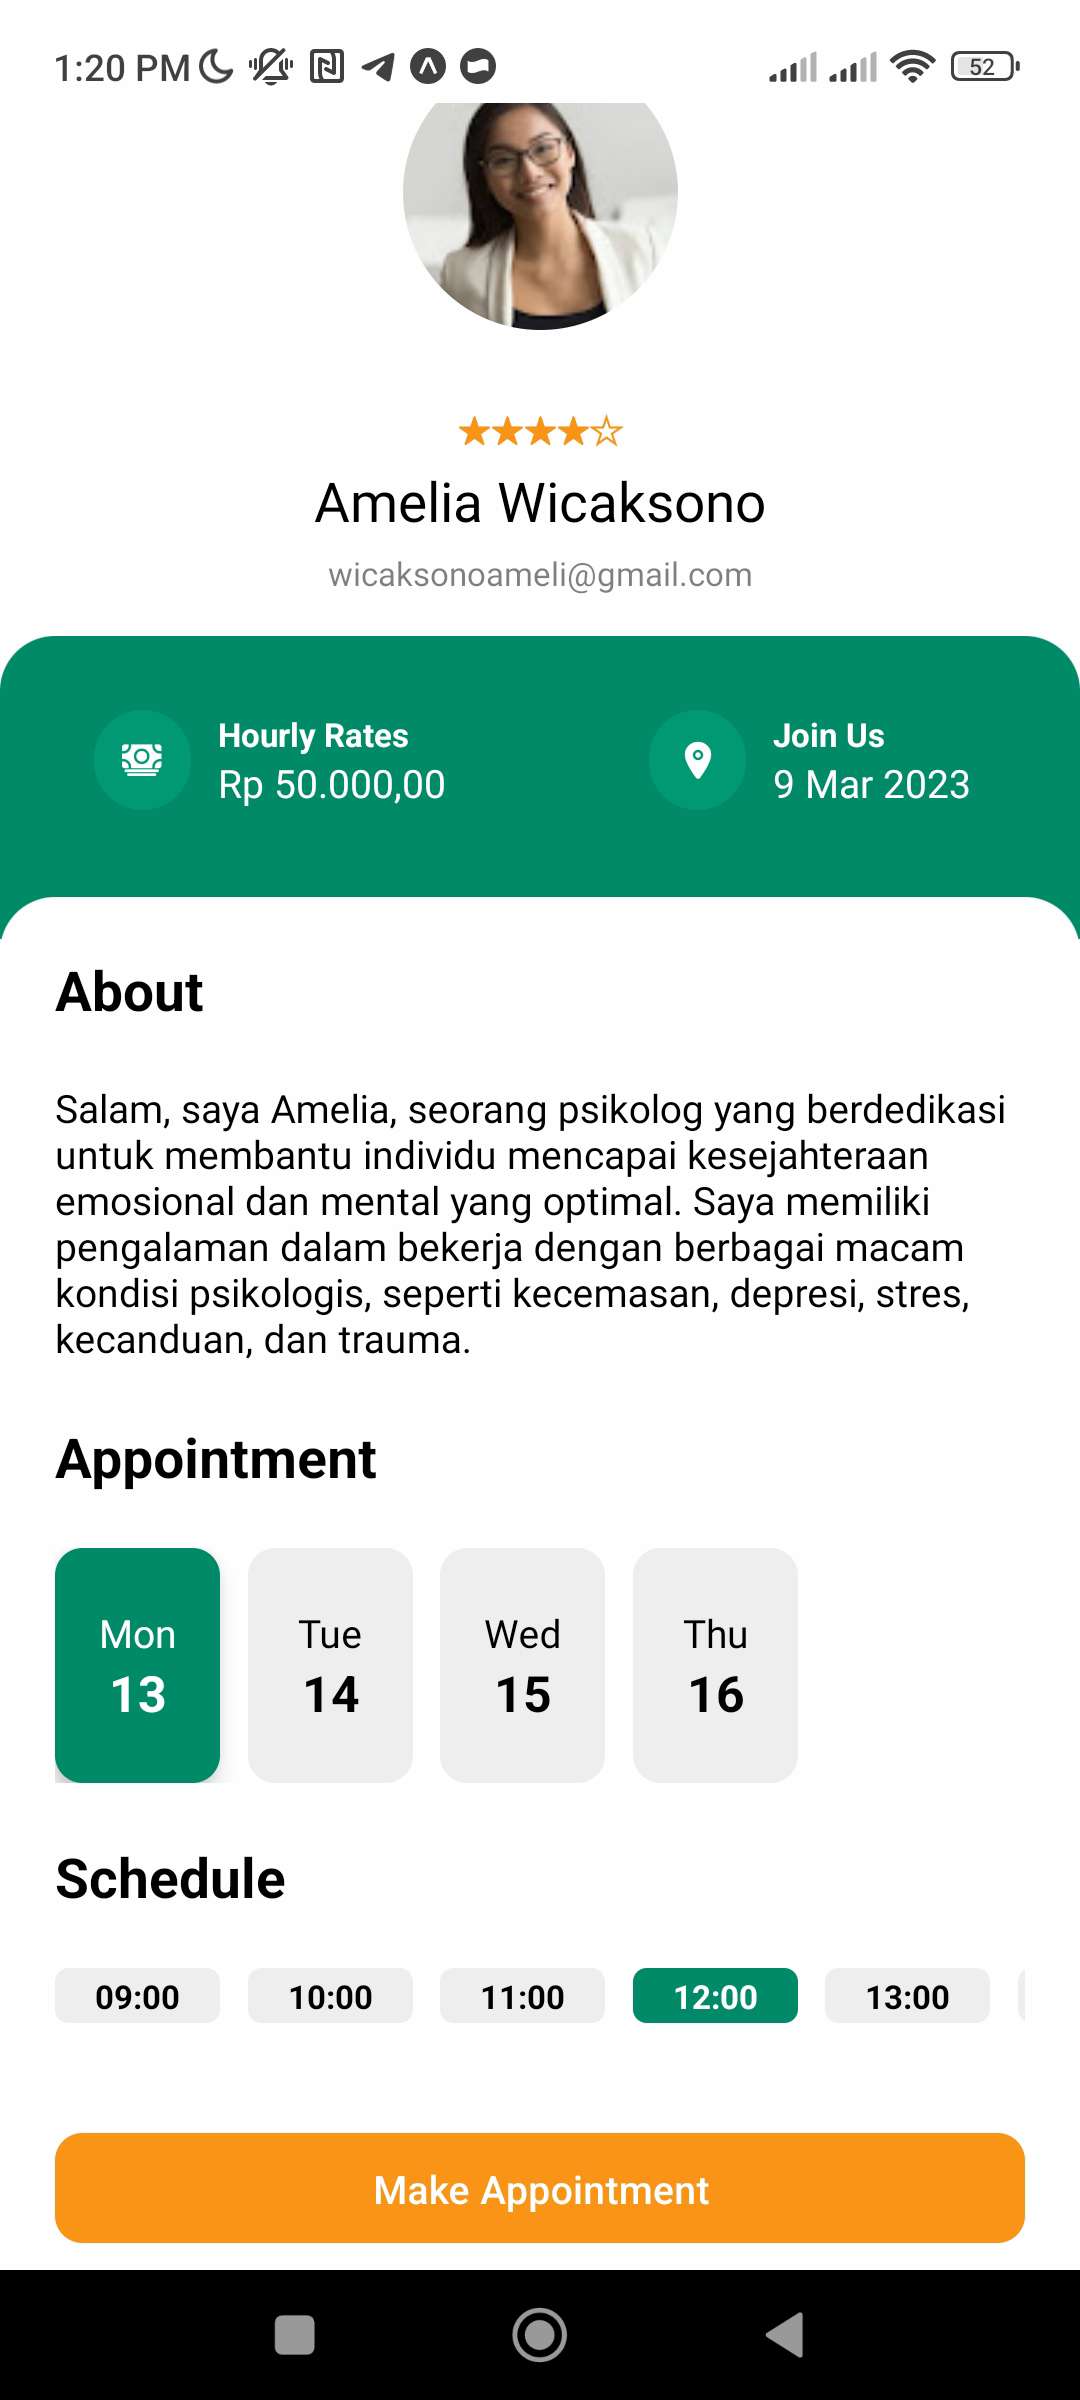 1:20 PM
52
Amelia Wicaksono
wicaksonoameli@gmail.com
Hourly Rates
Rp 50.000,00
Join Us
9 Mar 2023
About
Salam, saya Amelia, seorang psikolog yang berdedikasi
untuk membantu individu mencapai kesejahteraan
emosional dan mental yang optimal. Saya memiliki
pengalaman dalam bekerja dengan berbagai macam
kondisi psikologis, seperti kecemasan, depresi, stres,
kecanduan, dan trauma.
Appointment
Mon
13
Tue
14
Wed
15
Thu
16
Schedule
09:00
10:00
11:00
12:00
13:00
Make Appointment